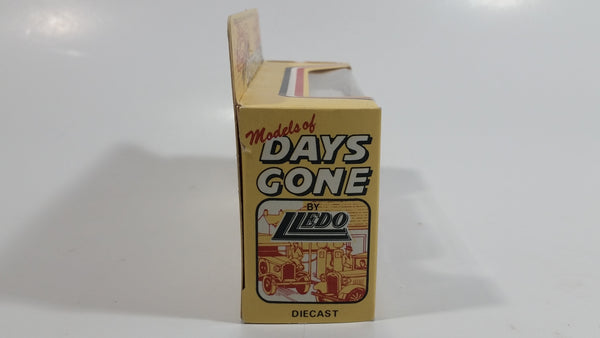 Models of
DAYS
GONE
BY
LLEDO
DIECAST